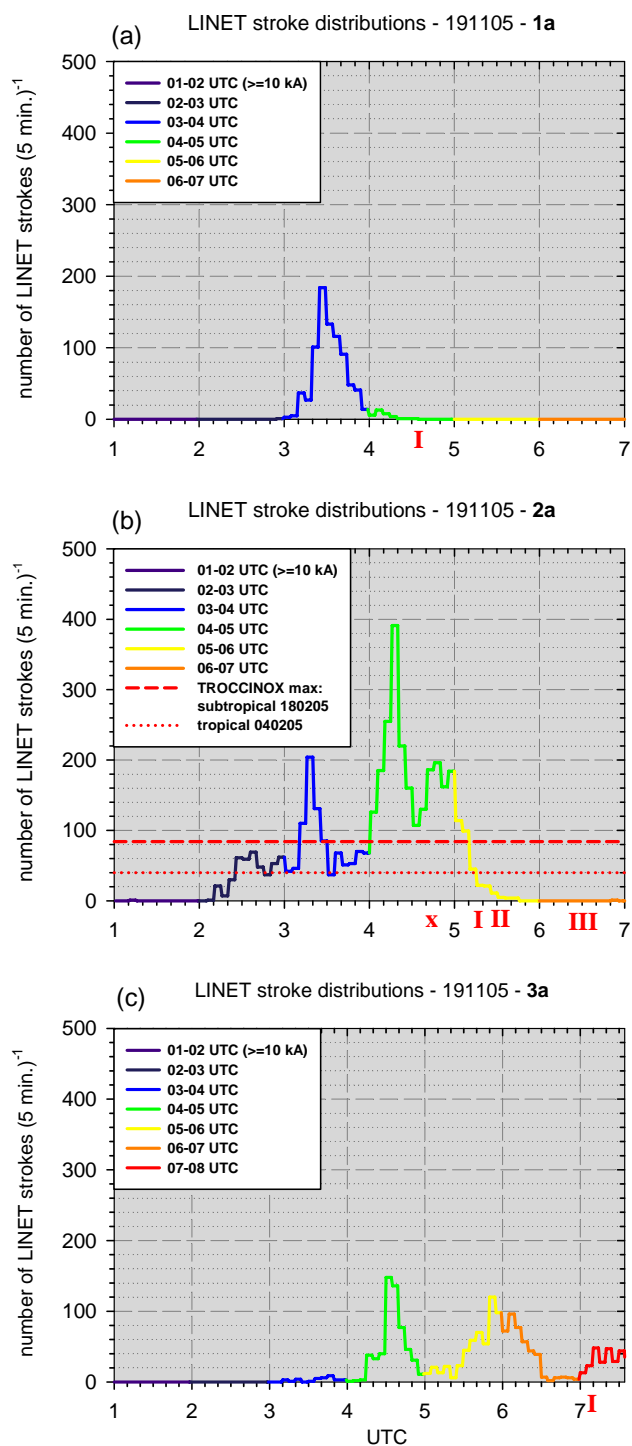 (a) LINET stroke distributions - 191105 - 1a
number of LINET strokes (5 min.)-1
500
400
300
200
100
0
01-02 UTC (>=10 kA)
02-03 UTC
03-04 UTC
04-05 UTC
05-06 UTC
06-07 UTC
1 2 3 4 5 6 7
I
(b) LINET stroke distributions - 191105 - 2a
number of LINET strokes (5 min.)-1
500
400
300
200
100
0
01-02 UTC (>=10 kA)
02-03 UTC
03-04 UTC
04-05 UTC
05-06 UTC
06-07 UTC
TROCCINOX max:
subtropical 180205
tropical 040205
1 2 3 4 5 6 7
x I II III
(c) LINET stroke distributions - 191105 - 3a
number of LINET strokes (5 min.)-1
500
400
300
200
100
0
01-02 UTC (>=10 kA)
02-03 UTC
03-04 UTC
04-05 UTC
05-06 UTC
06-07 UTC
07-08 UTC
1 2 3 4 5 6 7
I
UTC